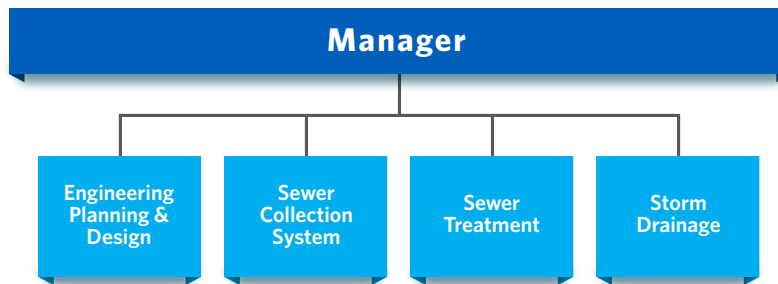 Manager
Engineering
Planning &
Design
Sewer
Collection
System
Sewer
Treatment
Storm
Drainage